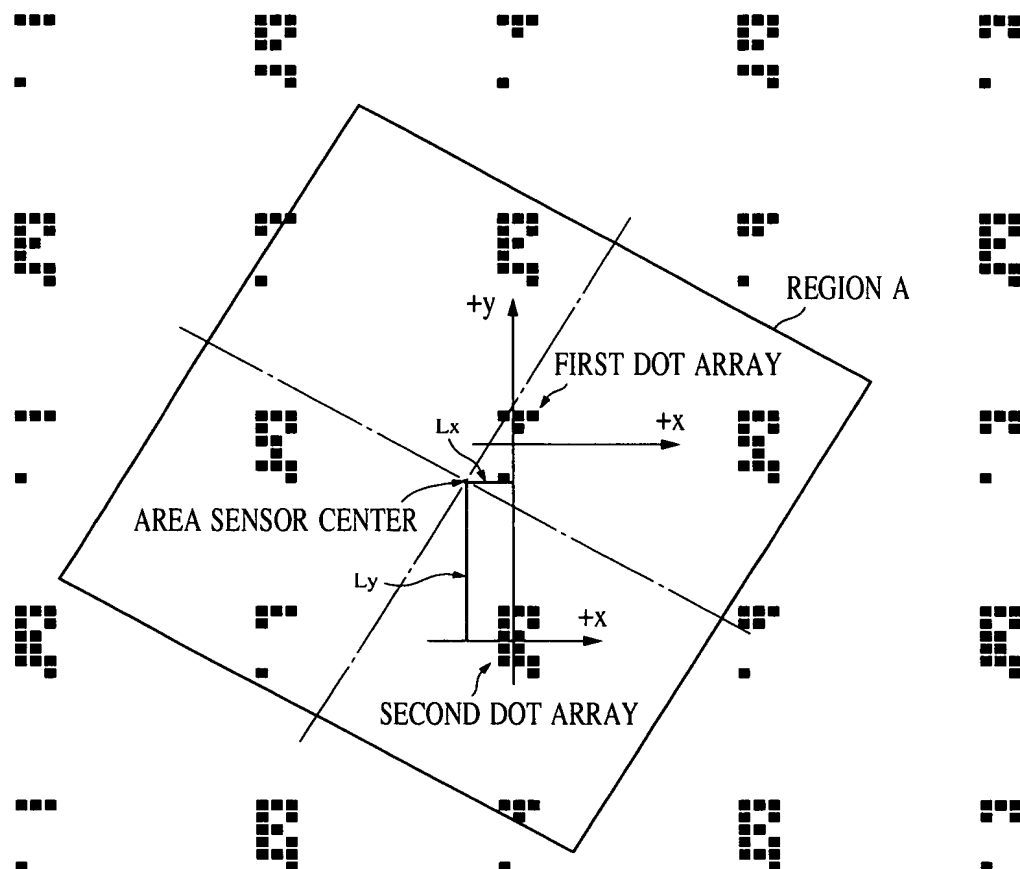 REGION A
+y
FIRST DOT ARRAY
Lx
+x
AREA SENSOR CENTER
Ly
+x
SECOND DOT ARRAY